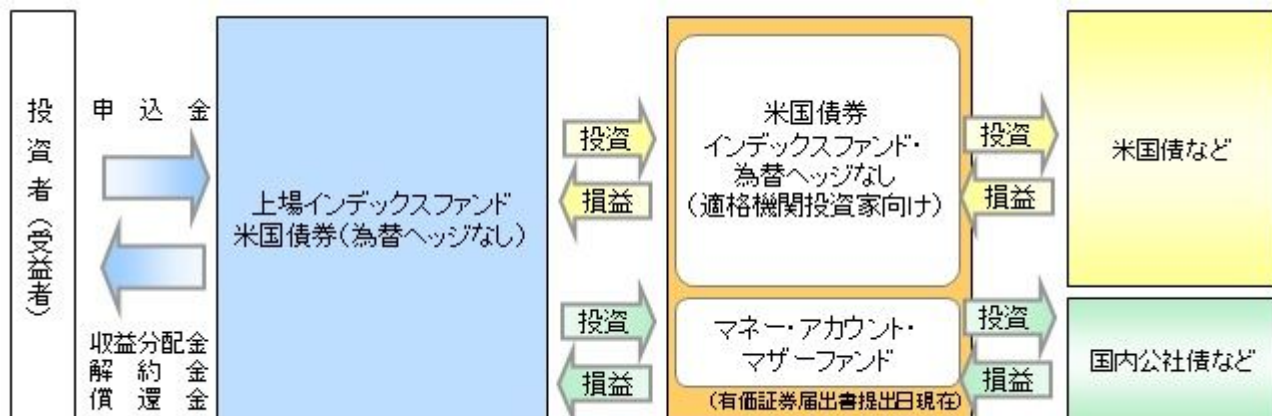 投資者(受益者)
申込金
収益分配金
解約金
償還金
上場インデックスファンド
米国債券(為替ヘッジなし)
投資
損益
投資
損益
米国債券
インデックスファンド・
為替ヘッジなし
(適格機関投資家向け)
マネー・アカウント・
マザーファンド
(有価証券届出書提出日現在)
投資
損益
投資
損益
米国債など
国内公社債など